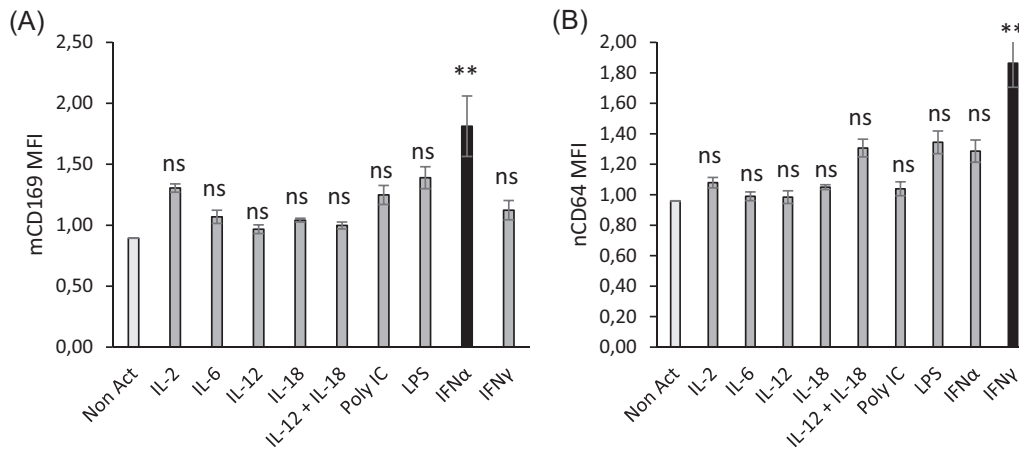 (A)
mCD169 MFI
2,50
2,00
1,50
1,00
0,50
0,00
ns
ns
ns
ns
ns
ns
ns
**
ns
Non Act
IL-2
IL-6
IL-12
IL-18
IL-12 + IL-18
Poly IC
LPS
IFNα
IFNγ
(B)
nCD64 MFI
2,00
1,80
1,60
1,40
1,20
1,00
0,80
0,60
0,40
0,20
0,00
ns
ns
ns
ns
ns
ns
ns
ns
**
Non Act
IL-2
IL-6
IL-12
IL-18
IL-12 + IL-18
Poly IC
LPS
IFNα
IFNγ